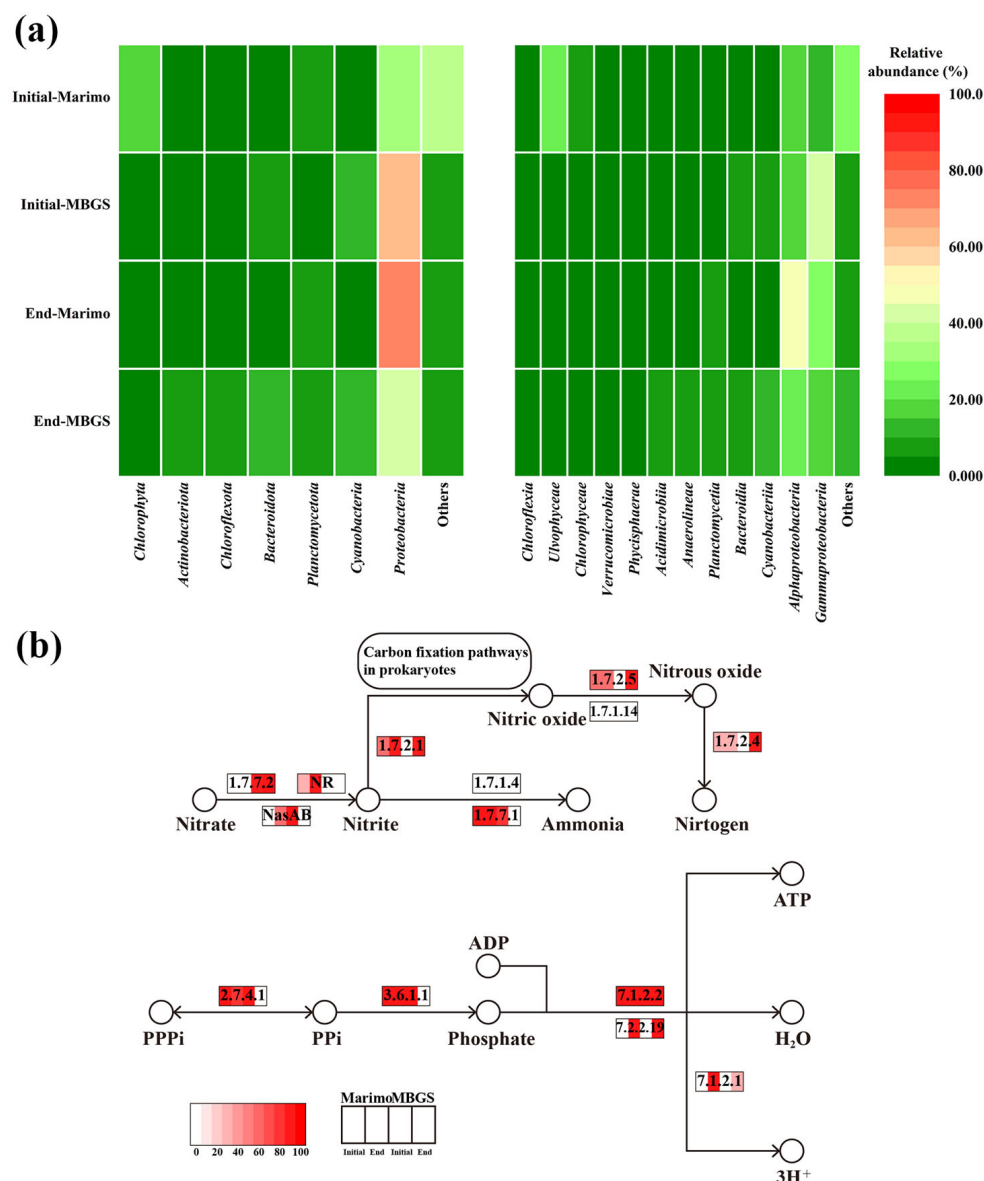 (a)
Relative
abundance (%)
Initial-Marimo
Initial-MBGS
End-Marimo
End-MBGS
100.0
80.00
60.00
40.00
20.00
0.000
Chlorophyta
Actinobacteriota
Chloroflexota
Bacteroidota
Planctomycetota
Cyanobacteria
Proteobacteria
Others
Chloroflexia
Ulvophyceae
Chlorophyceae
Verrucomicrobiae
Phycisphaerae
Acidimicrobiia
Anaerolineae
Planctomycetia
Bacteroidia
Cyanobacteriia
Alphaproteobacteria
Gammaproteobacteria
Others
(b)
Carbon fixation pathways
in prokaryotes
1.7.2.5
Nitrous oxide
Nitric oxide
1.7.1.14
1.7.2.1
1.7.2.4
1.7.7.2
NR
1.7.1.4
Nitrate
NasAB
Nitrite
1.7.7.1
Ammonia
Nirtogen
ATP
ADP
2.7.4.1
3.6.1.1
7.1.2.2
PPPi
PPi
Phosphate
7.2.2.19
H₂O
7.1.2.1
MarimoMBGS
0 20 40 60 80 100
Initial End Initial End
3H⁺